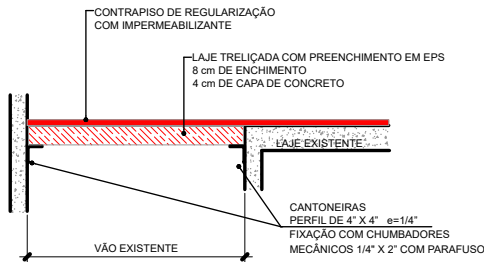 CONTRAPISO DE REGULARIZAÇÃO
COM IMPERMEABILIZANTE
LAJE TRELIÇADA COM PREENCHIMENTO EM EPS
8 cm DE ENCHIMENTO
4 cm DE CAPA DE CONCRETO
LAJE EXISTENTE
CANTONEIRAS
PERFIL DE 4" X 4" e=1/4"
FIXAÇÃO COM CHUMBADORES
MECÂNICOS 1/4" X 2" COM PARAFUSO
VÃO EXISTENTE